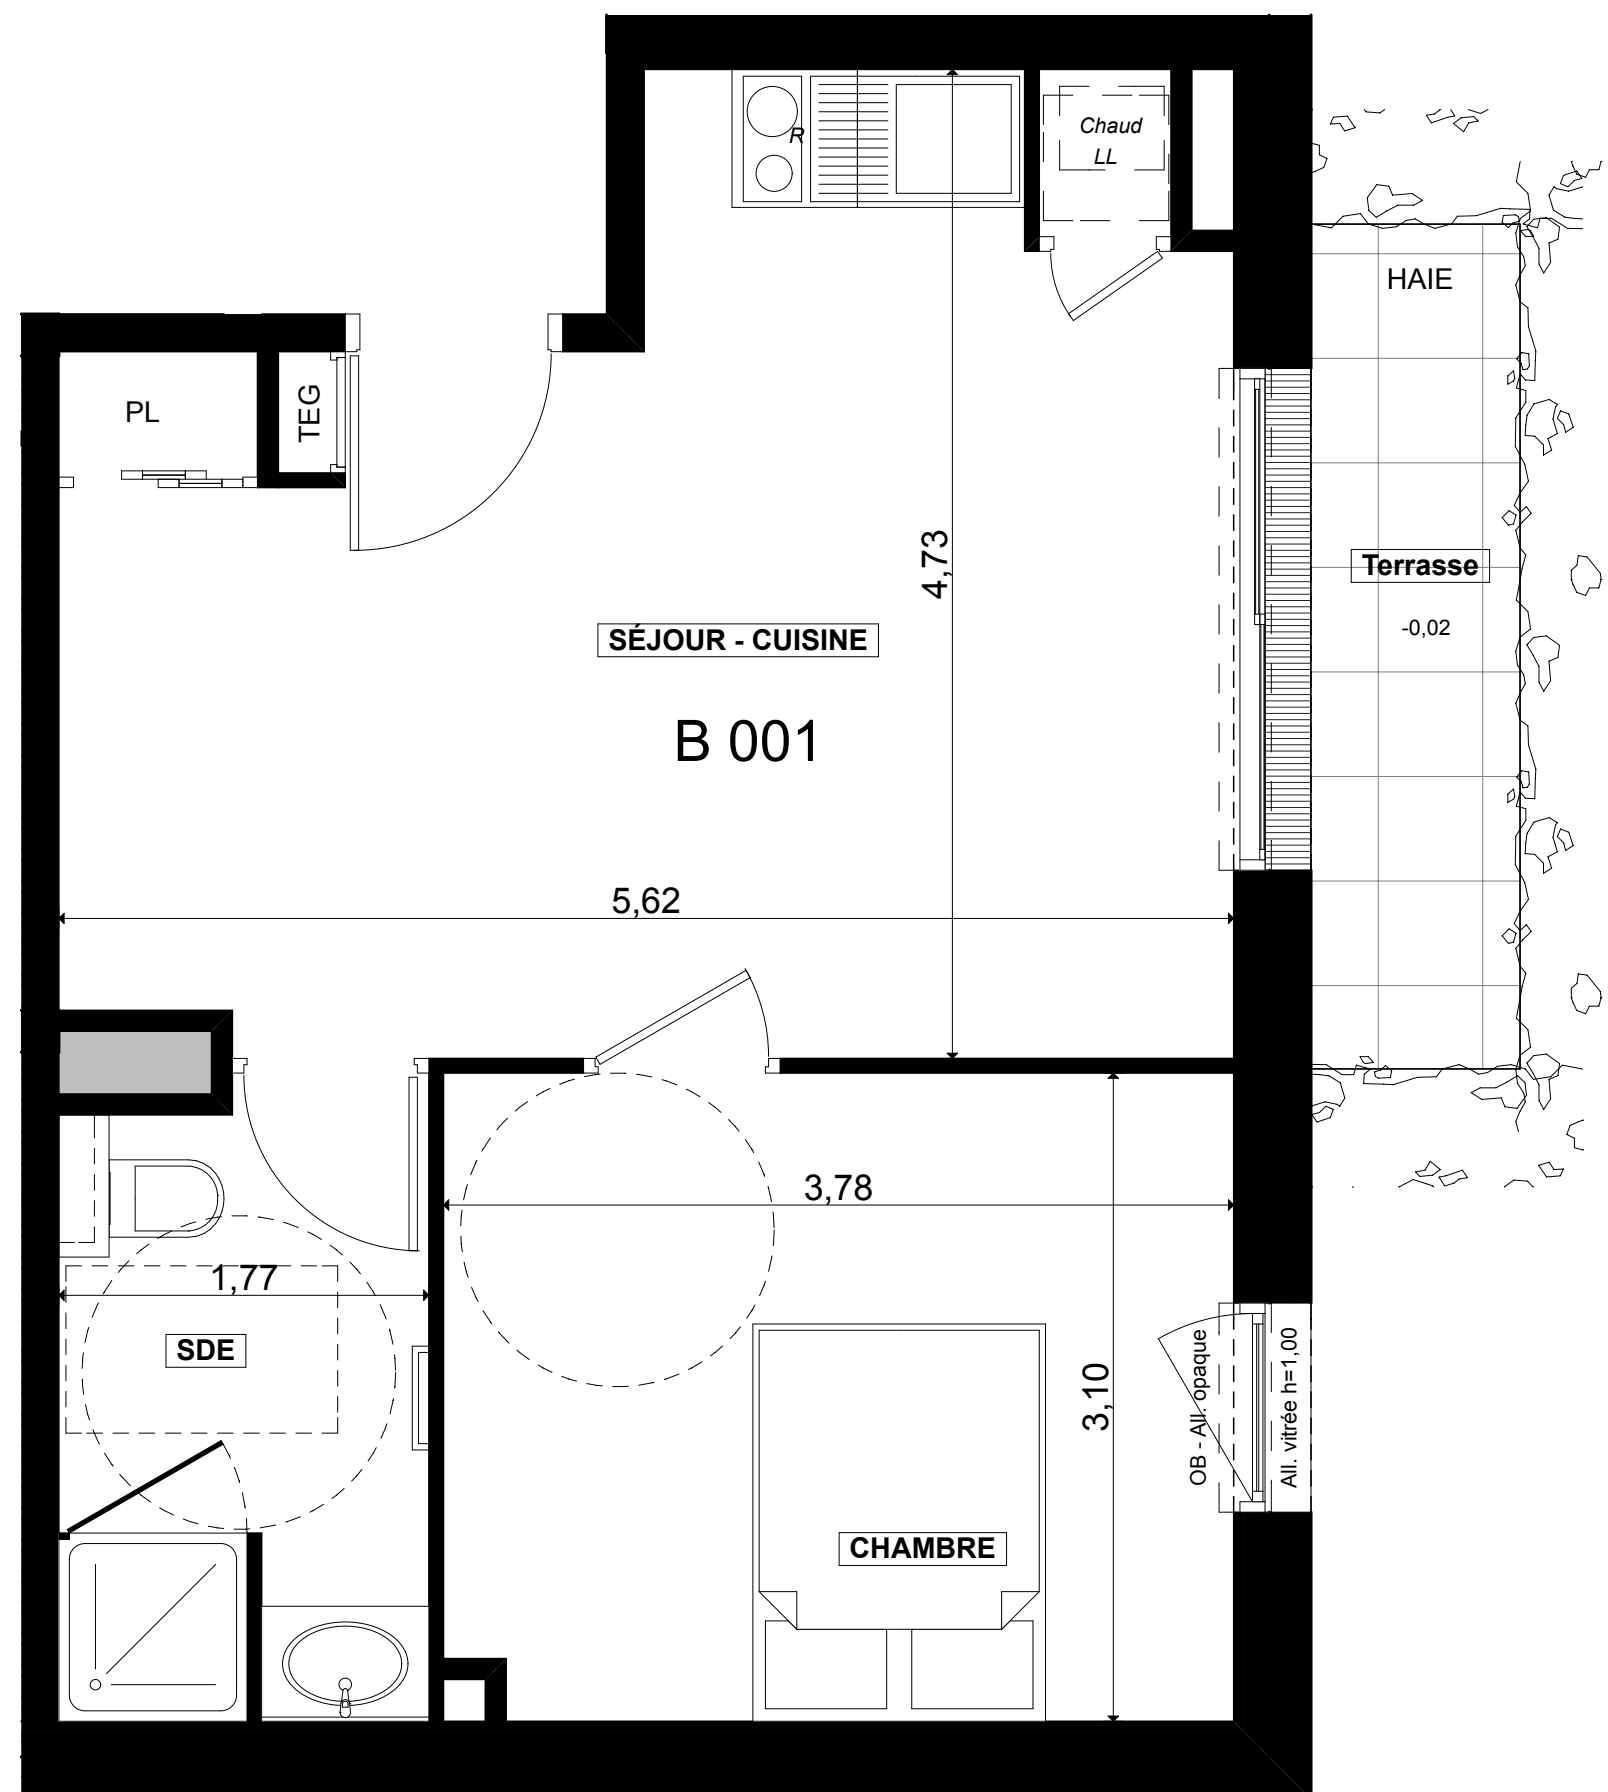 R
Chaud
LL
HAIE
PL
TEG
4,73
Terrasse
-0,02
SÉJOUR - CUISINE
B 001
5,62
3,78
1,77
SDE
3,10
OB - All. opaque
All. vitrée h=1,00
CHAMBRE